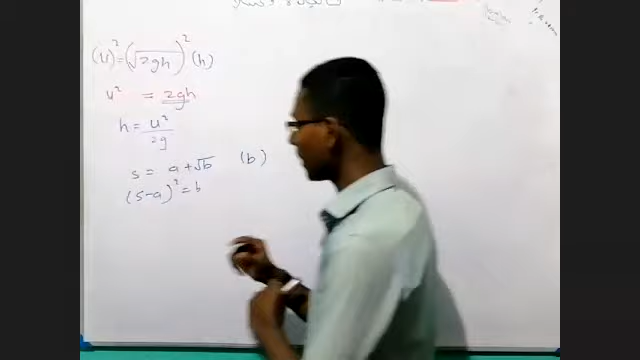 (u)² = (√2gh)² (h)
u² = 2gh
h = u²/2g
s = a + √b (b)
(s-a)² = b